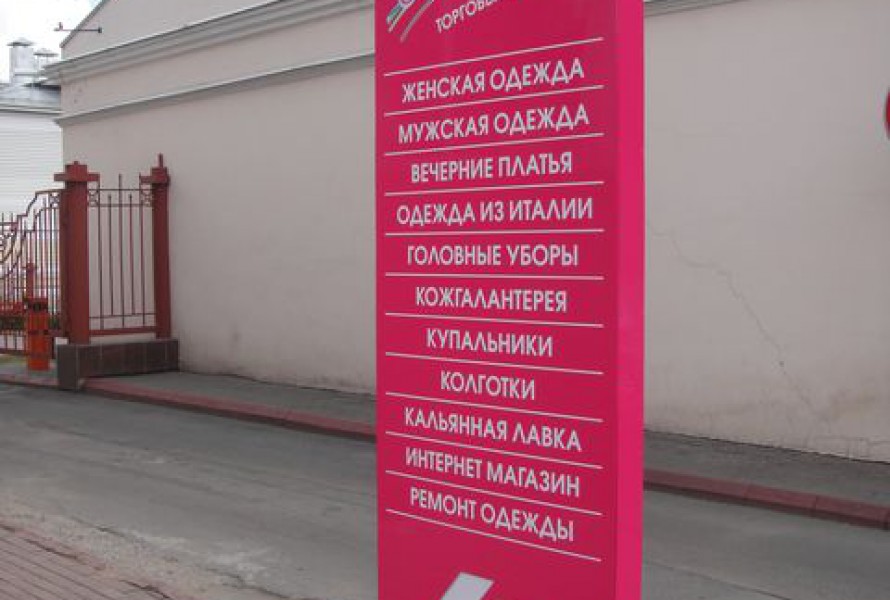 ЖЕНСКАЯ ОДЕЖДА
МУЖСКАЯ ОДЕЖДА
ВЕЧЕРНИЕ ПЛАТЬЯ
ОДЕЖДА ИЗ ИТАЛИИ
ГОЛОВНЫЕ УБОРЫ
КОЖГАЛАНТЕРЕЯ
КУПАЛЬНИКИ
КОЛГОТКИ
КАЛЬЯННАЯ ЛАВКА
ИНТЕРНЕТ МАГАЗИН
РЕМОНТ ОДЕЖДЫ